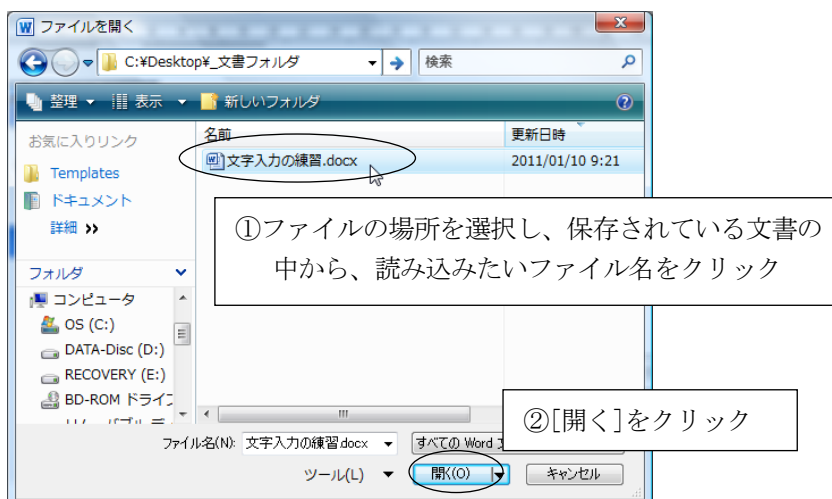 ファイルを開く
C:¥Desktop¥_文書フォルダ
検索
整理 表示 新しいフォルダ
お気に入りリンク
名前 更新日時
文字入力の練習.docx 2011/01/10 9:21
Templates
ドキュメント
詳細 »
①ファイルの場所を選択し、保存されている文書の
中から、読み込みたいファイル名をクリック
フォルダ
コンピュータ
OS (C:)
DATA-Disc (D:)
RECOVERY (E:)
BD-ROM ドライブ
②[開く]をクリック
ファイル名(N): 文字入力の練習.docx すべての Word
ツール(L) 開く(O) キャンセル